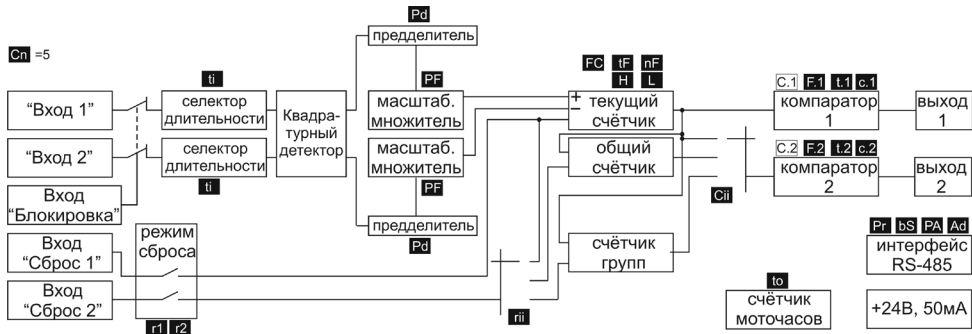 Cn =5
Pd
предделитель
ti
PF
FC tF nF
H L
C.1 F.1 t.1 c.1
“Вход 1”
селектор
длительности
Квадра-
турный
детектор
масштаб.
множитель
+
−
текущий
счётчик
компаратор
1
выход
1
“Вход 2”
селектор
длительности
масштаб.
множитель
общий
счётчик
C.2 F.2 t.2 c.2
компаратор
2
выход
2
ti
PF
Cii
Вход
“Блокировка”
предделитель
Pd
Вход
“Сброс 1”
режим
сброса
счётчик
групп
Pr bS PA Ad
интерфейс
RS-485
Вход
“Сброс 2”
r1 r2
rii
to
счётчик
моточасов
+24В, 50мА